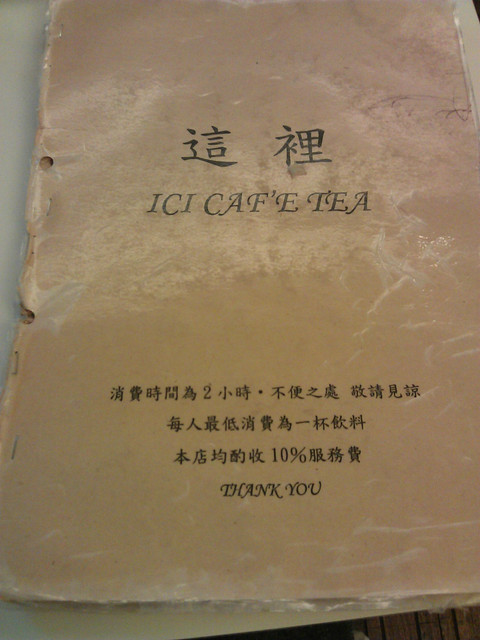 這裡
ICI CAF'E TEA
消費時間為2小時・不便之處 敬請見諒
每人最低消費為一杯飲料
本店均酌收10%服務費
THANK YOU